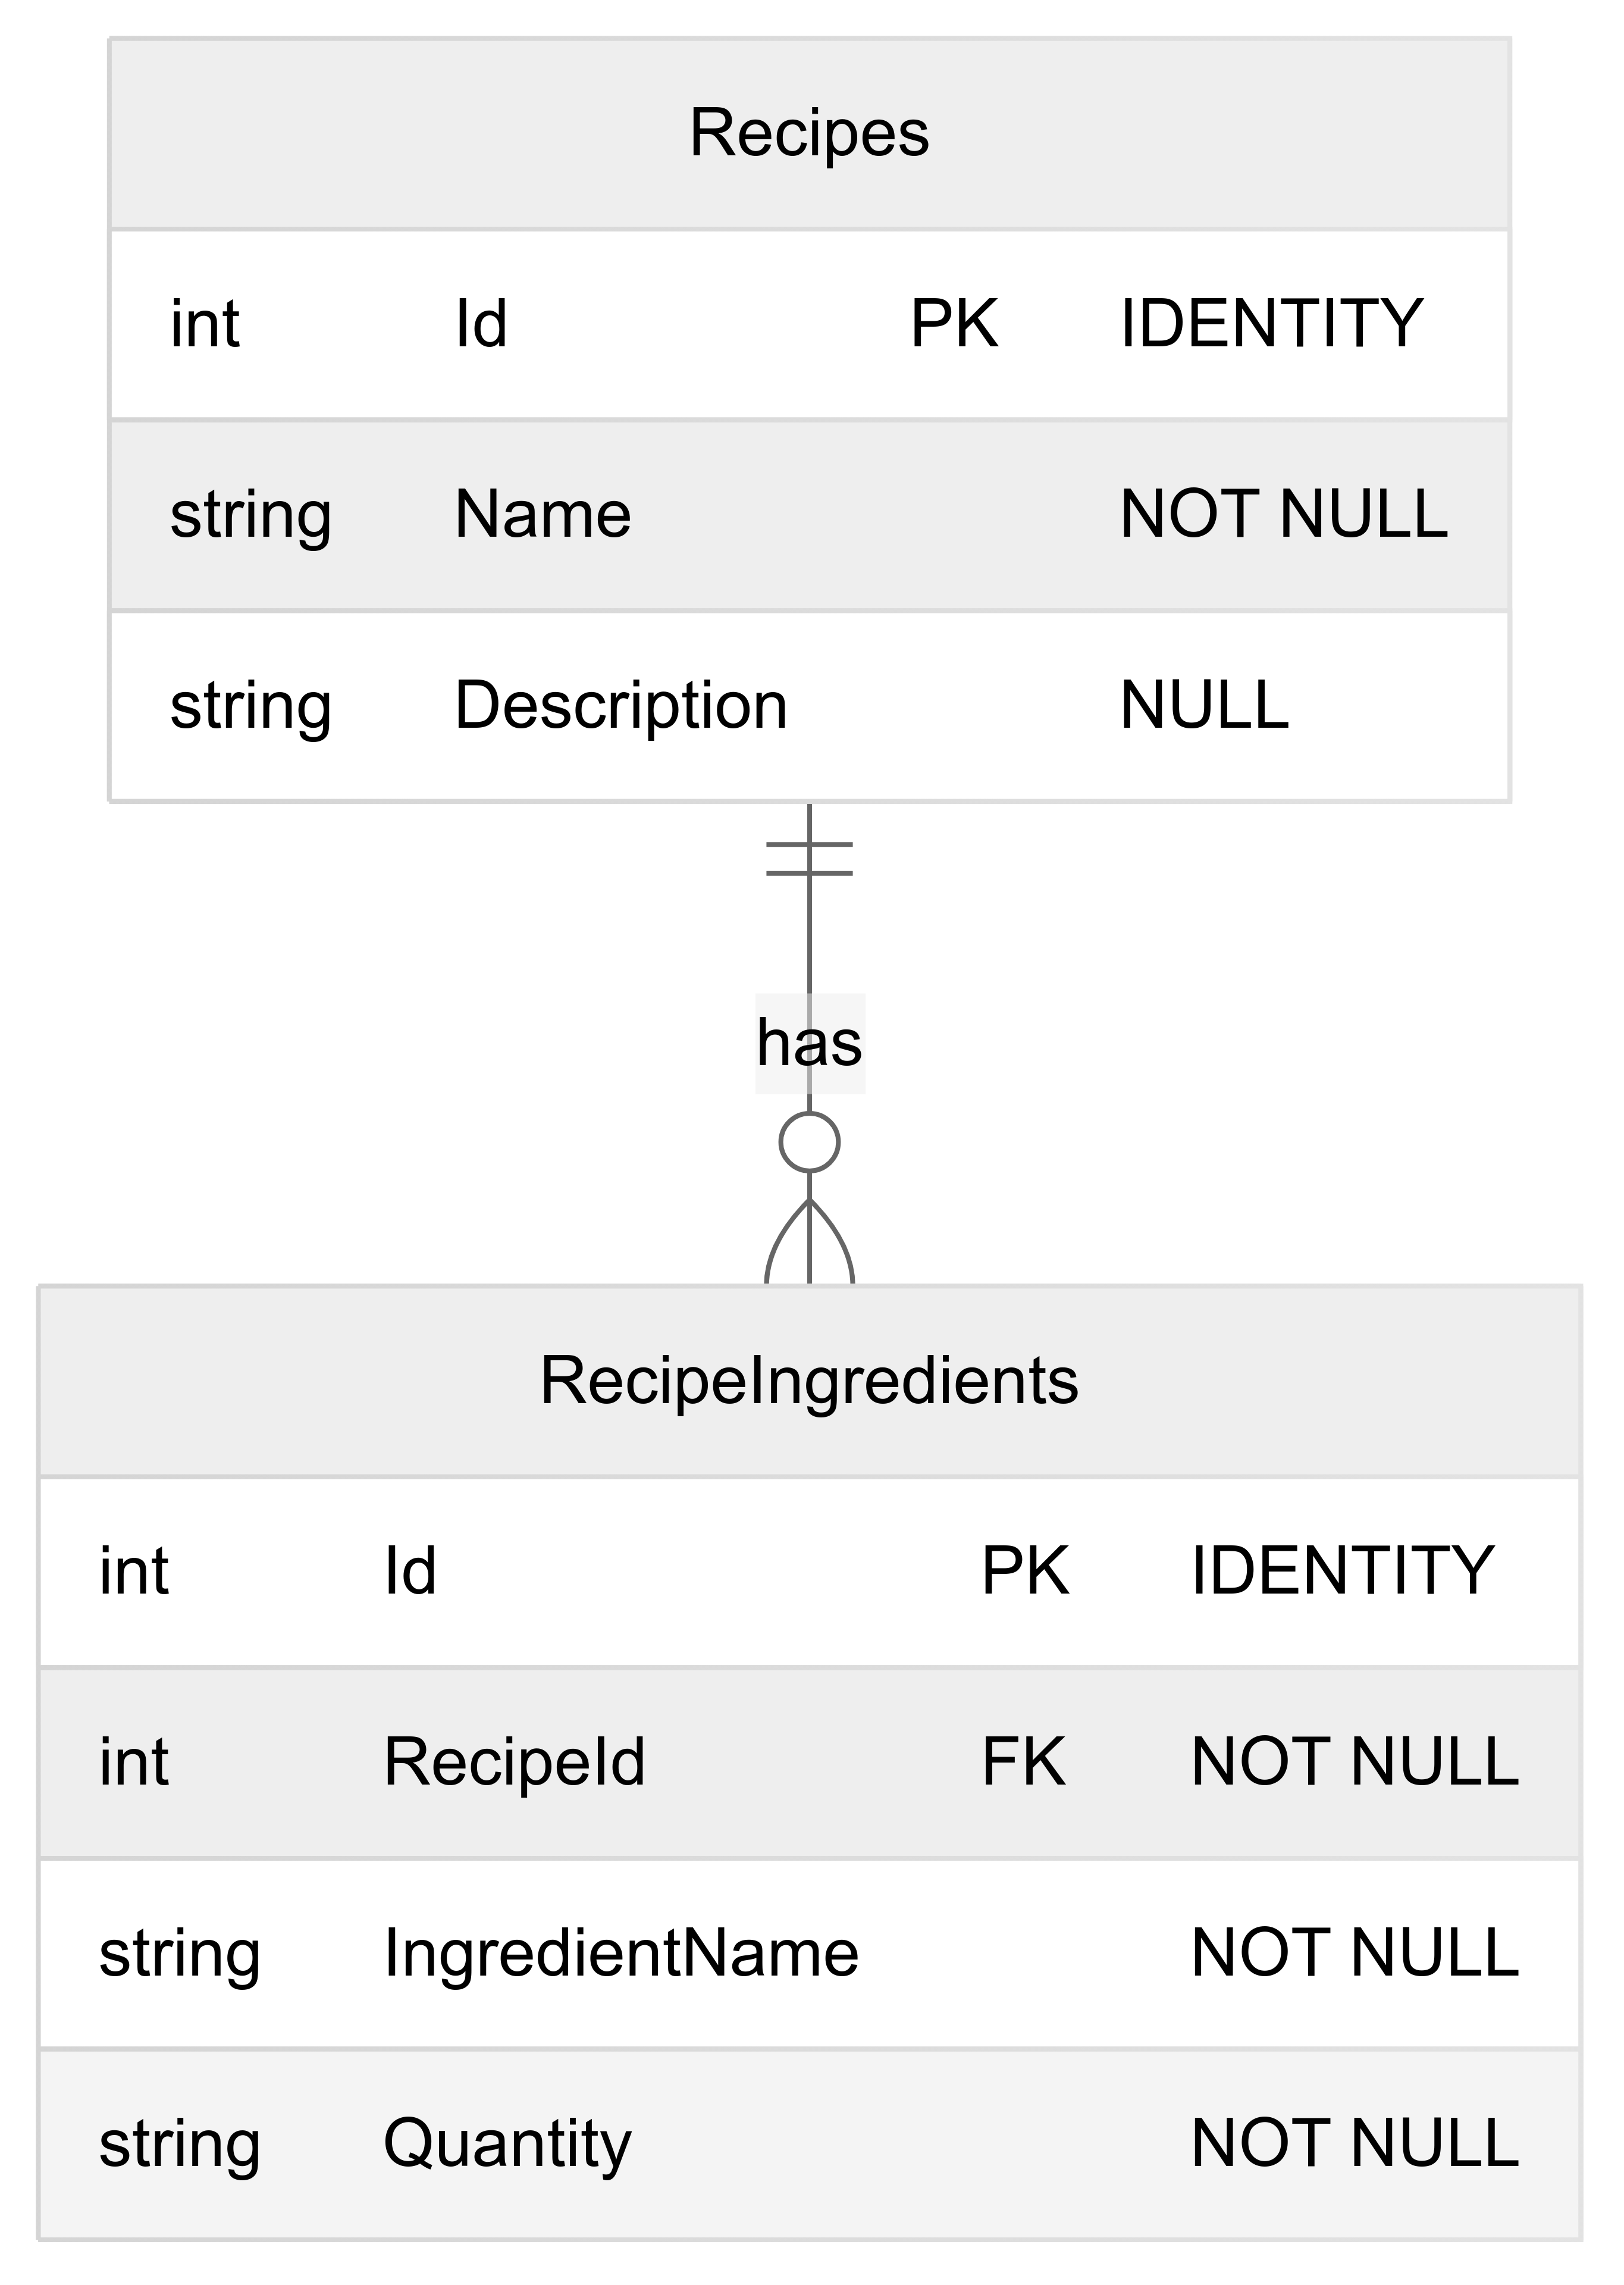 Recipes
int Id PK IDENTITY
string Name NOT NULL
string Description NULL
has
RecipeIngredients
int Id PK IDENTITY
int RecipeId FK NOT NULL
string IngredientName NOT NULL
string Quantity NOT NULL